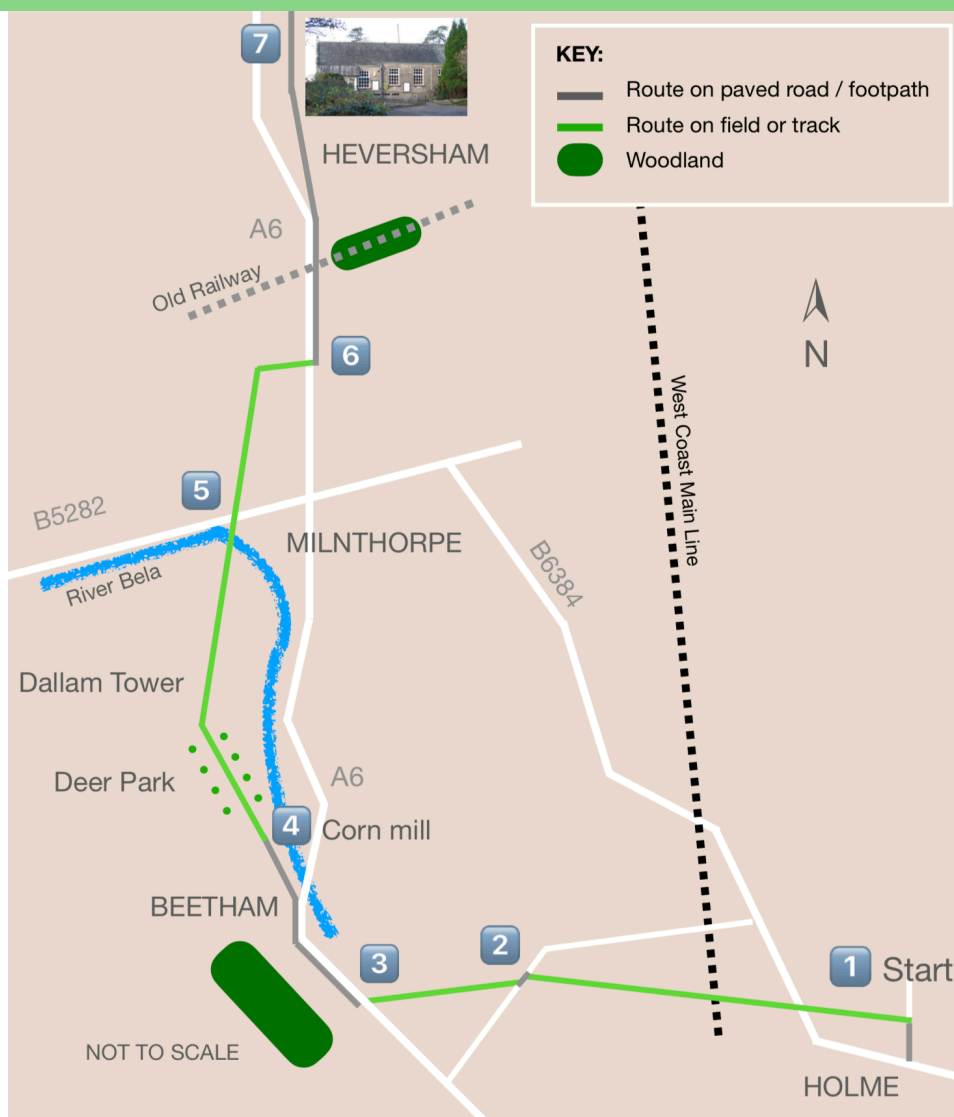 7
KEY:
Route on paved road / footpath
Route on field or track
Woodland
HEVERSHAM
A6
Old Railway
N
6
West Coast Main Line
5
B5282
MILNTHORPE
B6384
River Bela
Dallam Tower
Deer Park
A6
4
Corn mill
BEETHAM
3
2
1
Start
NOT TO SCALE
HOLME